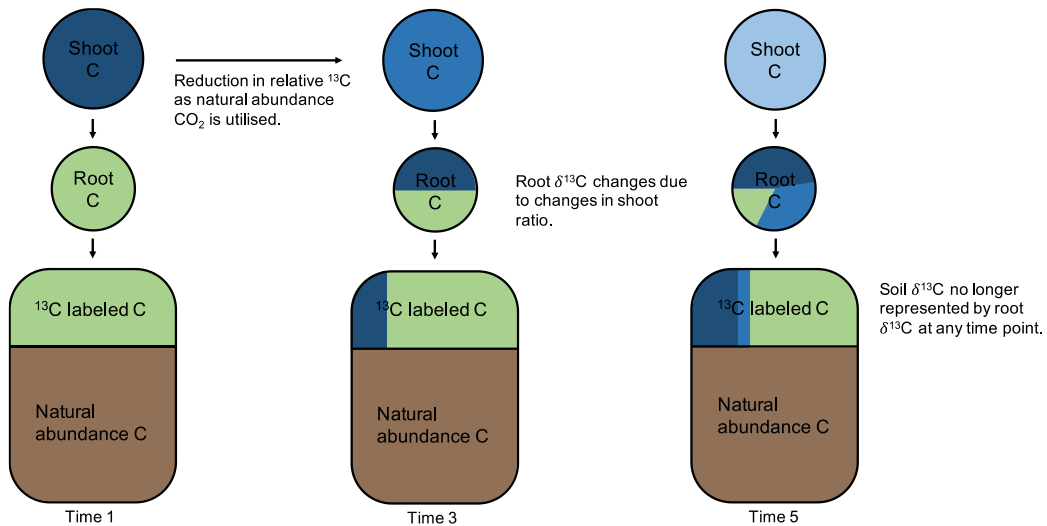 Shoot
C
Reduction in relative ¹³C
as natural abundance
CO₂ is utilised.
Shoot
C
Shoot
C
Root
C
Root
C
Root δ¹³C changes due
to changes in shoot
ratio.
Root
C
¹³C labeled C
¹³C labeled C
¹³C labeled C
Soil δ¹³C no longer
represented by root
δ¹³C at any time point.
Natural
abundance C
Natural
abundance C
Natural
abundance C
Time 1
Time 3
Time 5